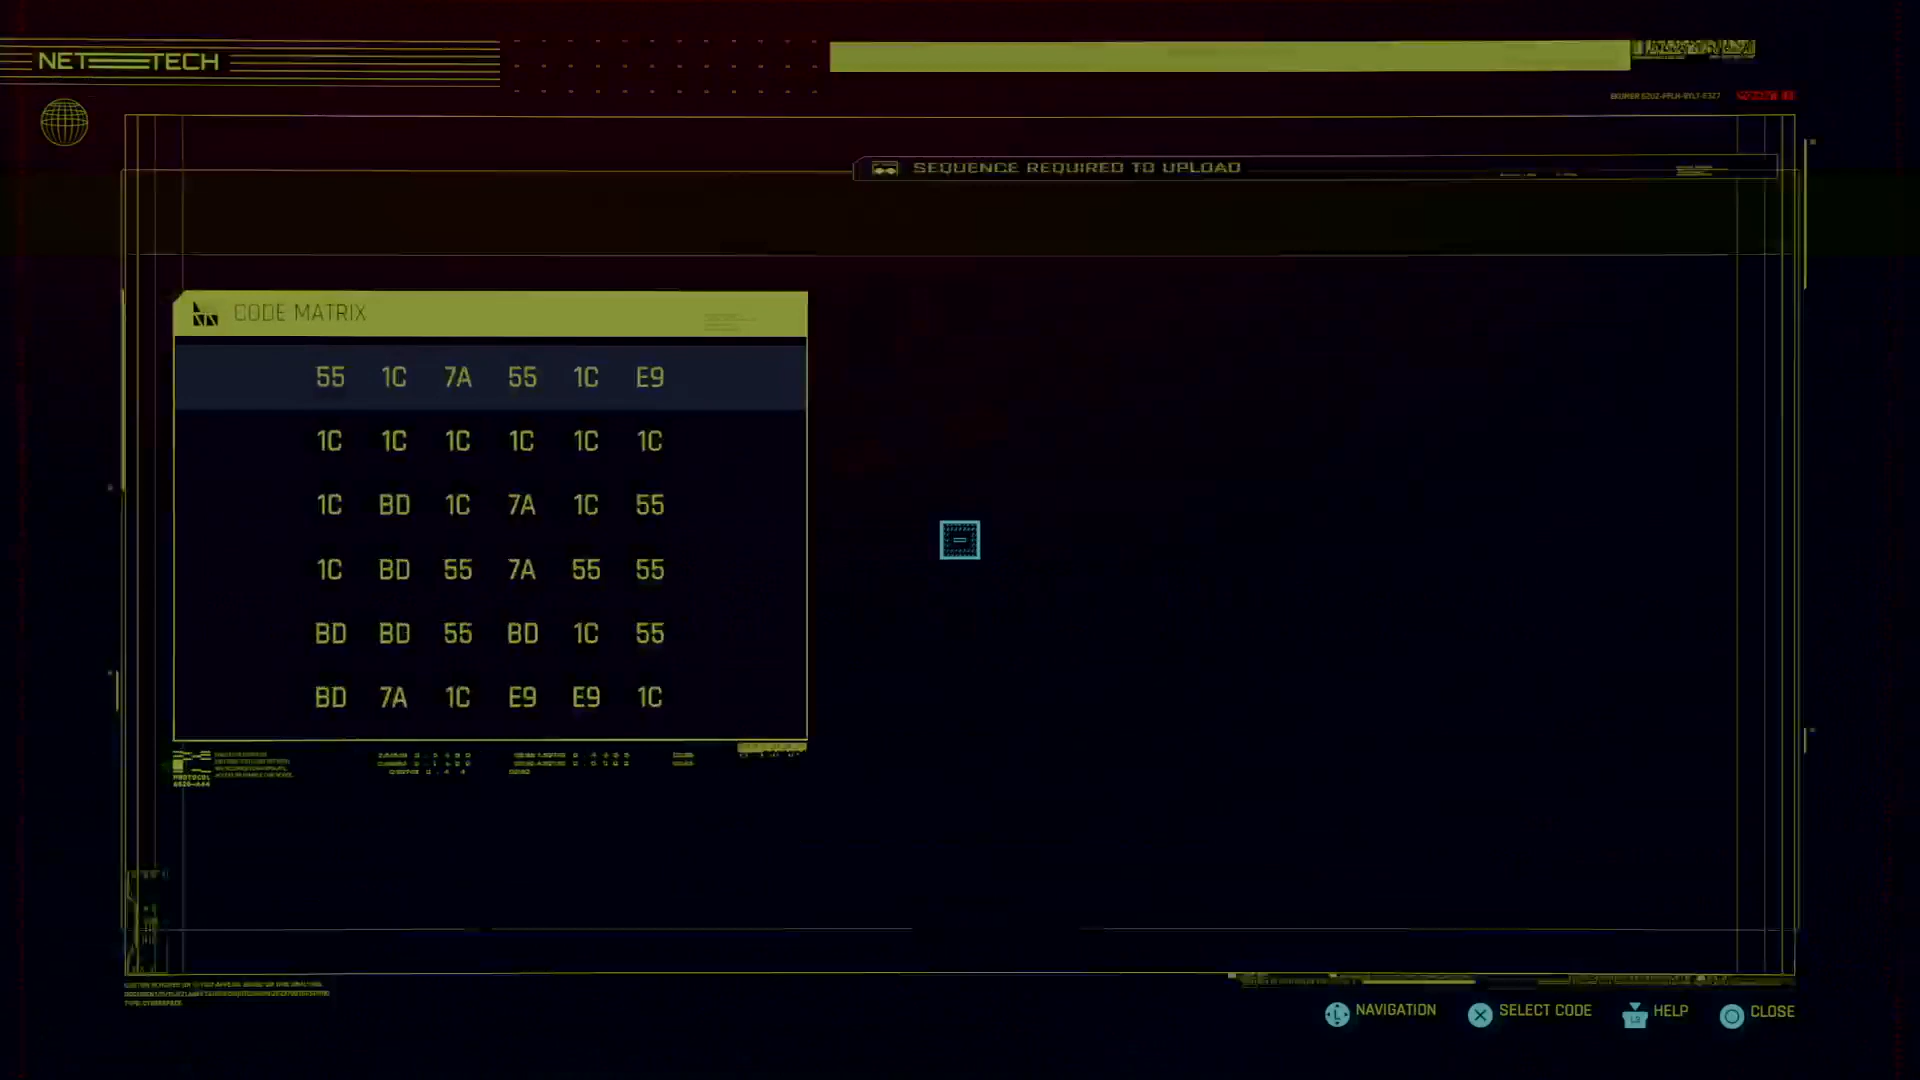 NET TECH
SEQUENCE REQUIRED TO UPLOAD
CODE MATRIX
55 1C 7A 55 1C E9
1C 1C 1C 1C 1C 1C
1C BD 1C 7A 1C 55
1C BD 55 7A 55 55
BD BD 55 BD 1C 55
BD 7A 1C E9 E9 1C
PROTOCOL
L NAVIGATION
SELECT CODE
HELP
CLOSE